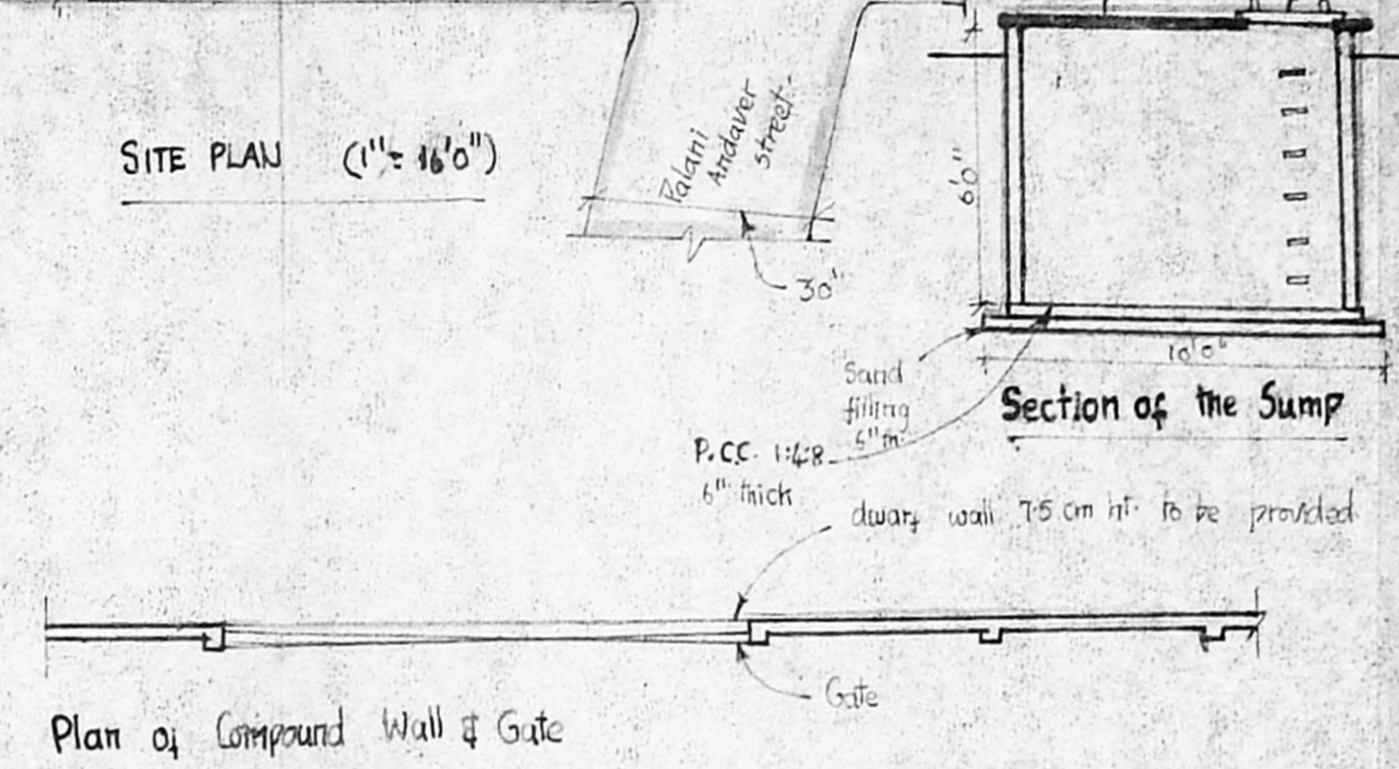 SITE PLAN (1" = 16'0")
Palani
Andaver
street.
30'
6'0"
10'0"
Sand
filling
6" th.
Section of the Sump
P.C.C. 1:4:8
6" thick
dwarf wall 7.5 cm ht. to be provided
Gate
Plan of Compound Wall & Gate